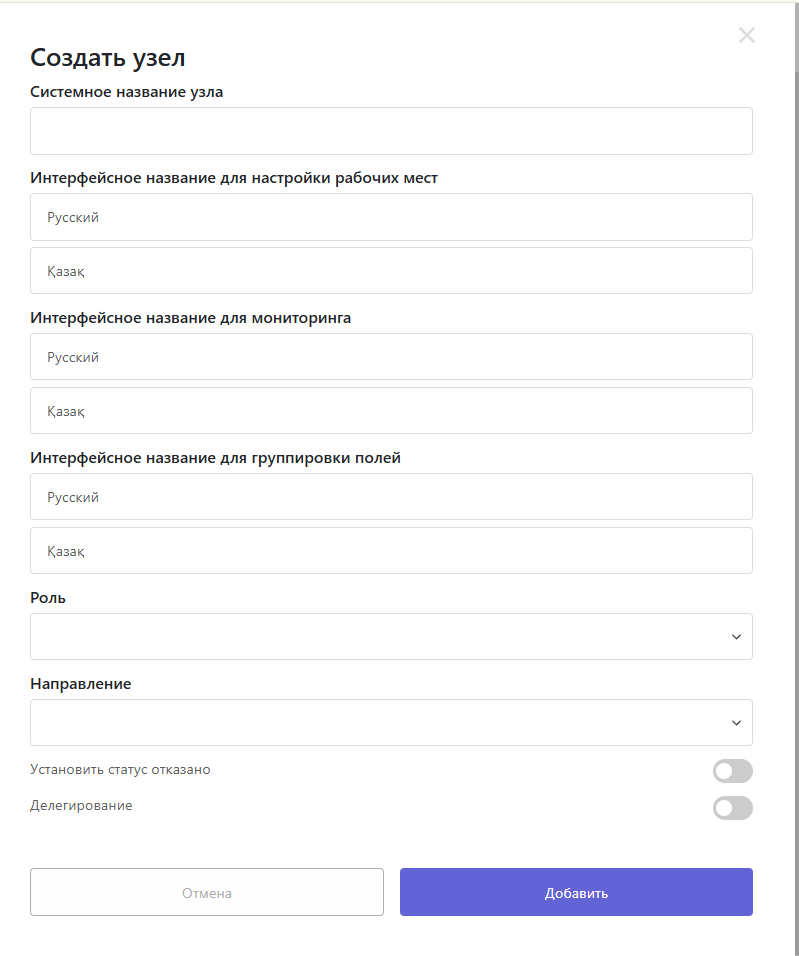 Создать узел
Системное название узла
Интерфейсное название для настройки рабочих мест
Русский
Қазақ
Интерфейсное название для мониторинга
Русский
Қазақ
Интерфейсное название для группировки полей
Русский
Қазақ
Роль
Направление
Установить статус отказано
Делегирование
Отмена
Добавить